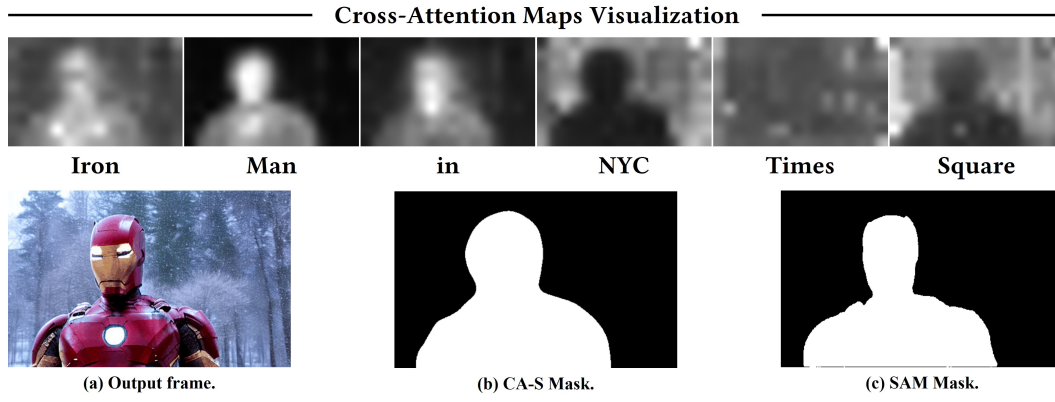 Cross-Attention Maps Visualization
Iron Man in NYC Times Square
(a) Output frame. (b) CA-S Mask. (c) SAM Mask.